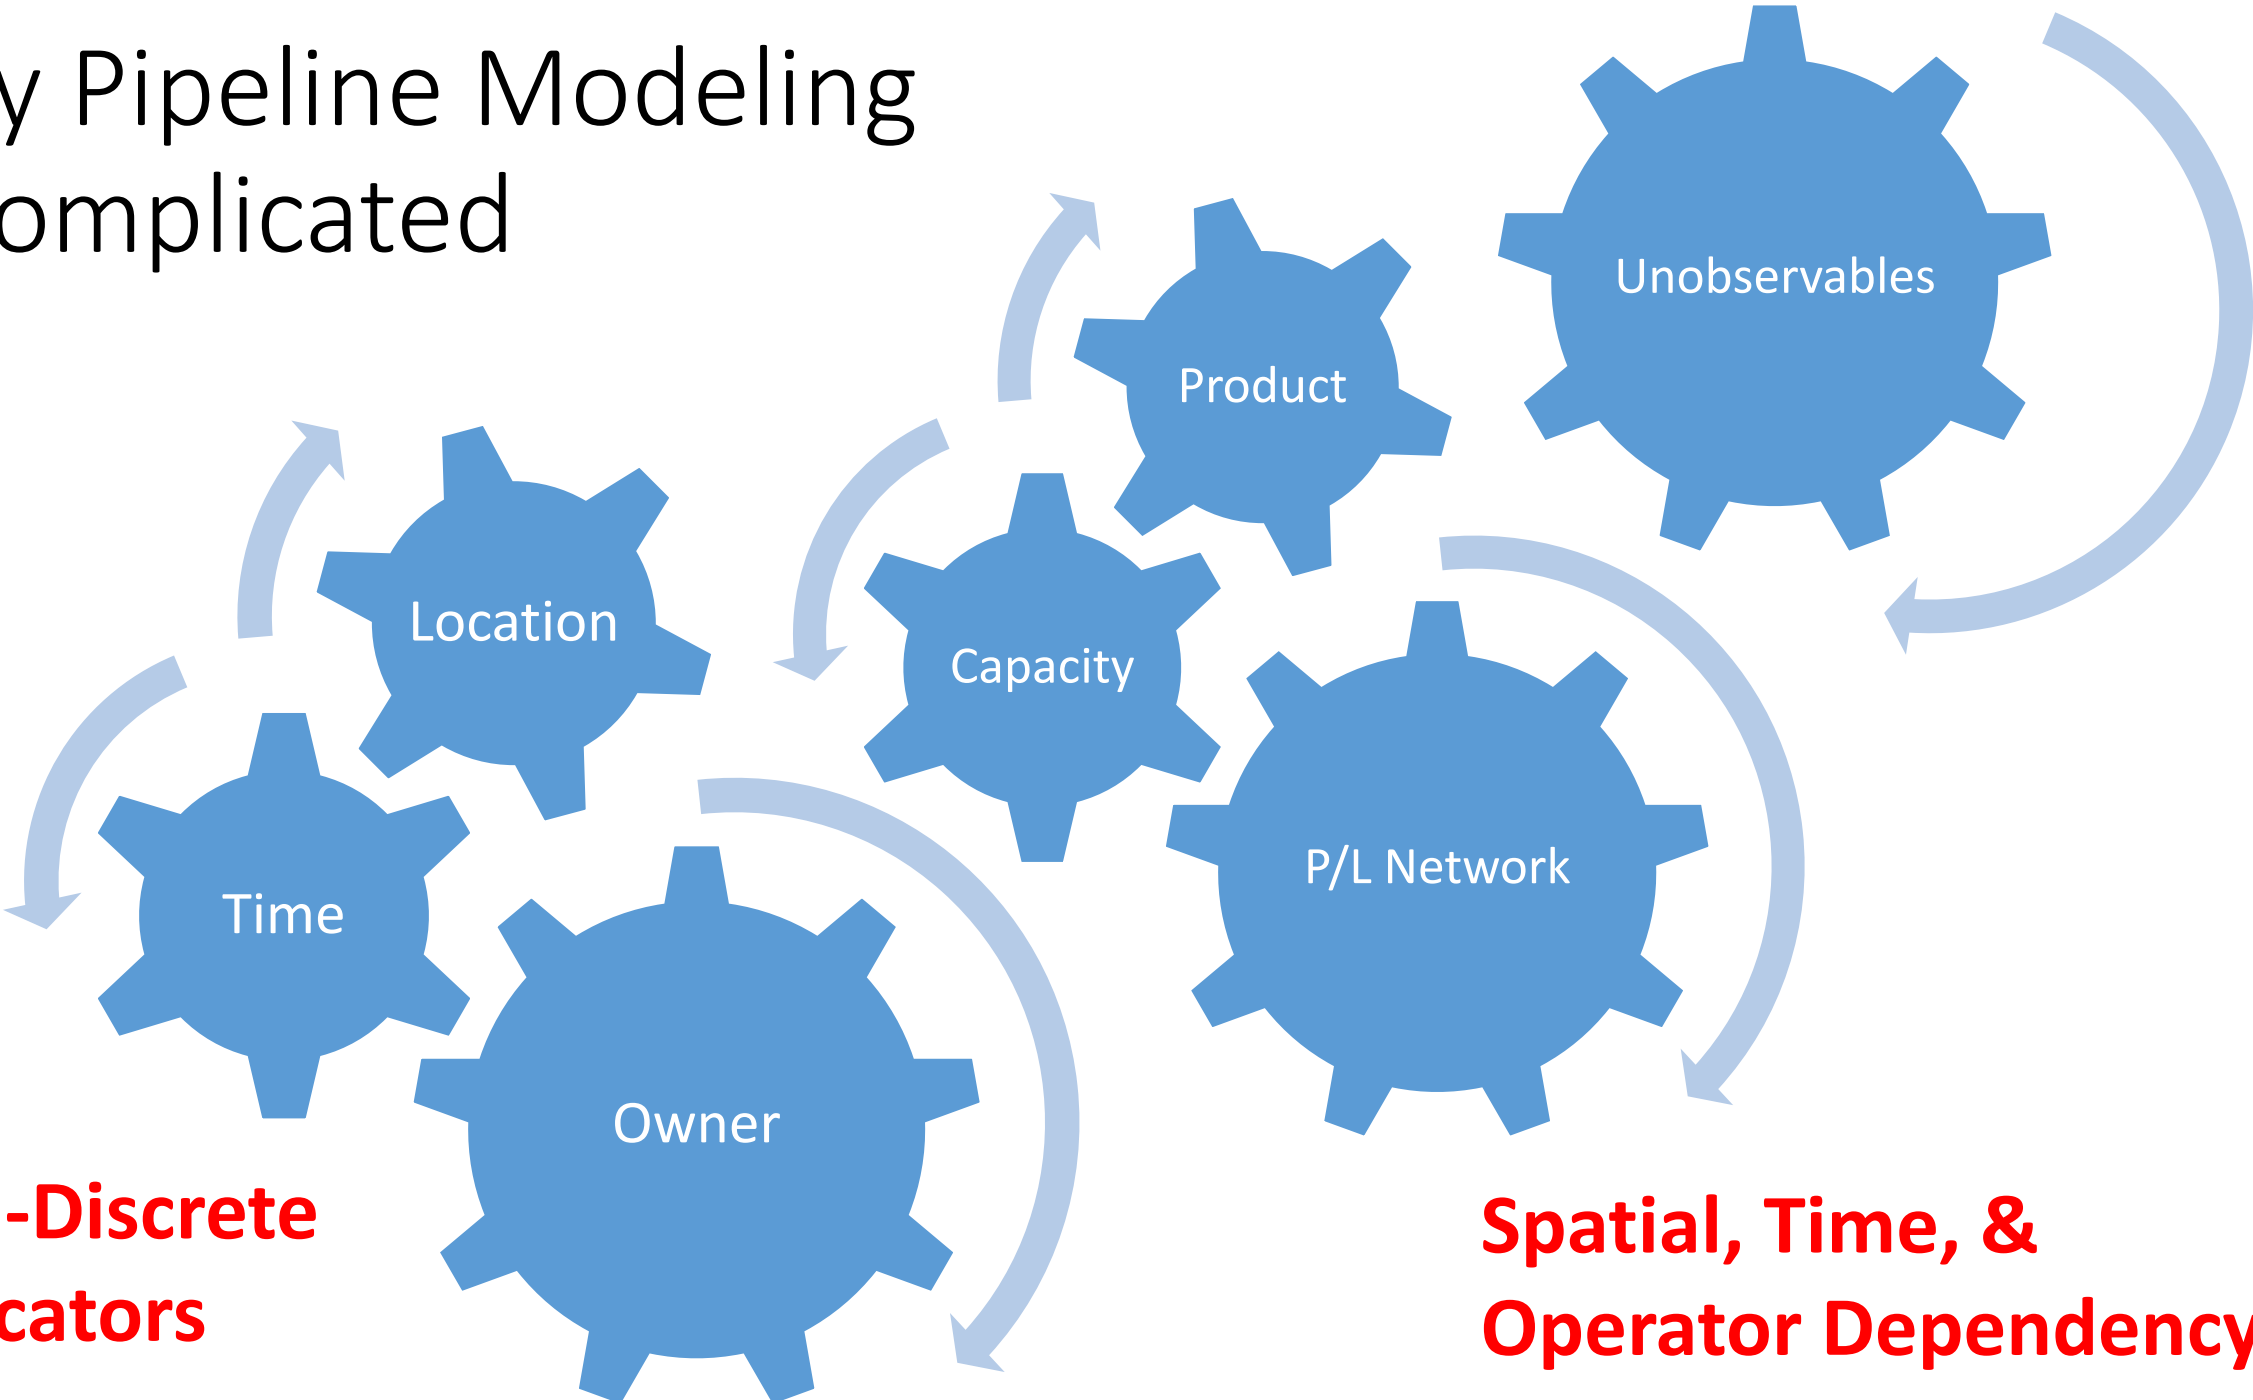 y Pipeline Modeling
omplicated
Unobservables
Product
Location
Capacity
P/L Network
Time
Owner
-Discrete
cators
Spatial, Time, &
Operator Dependency